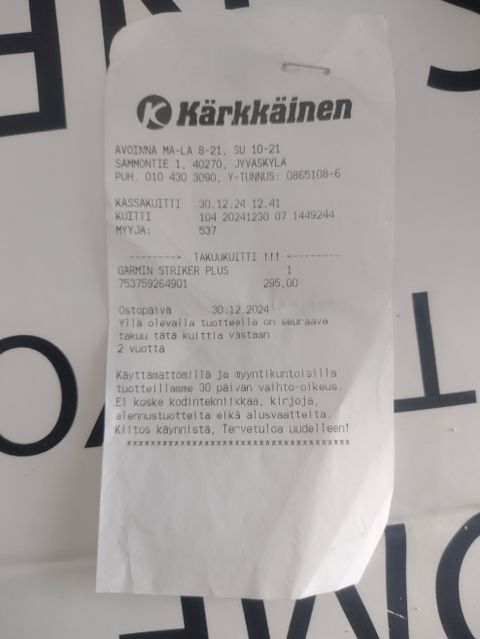 Kärkkäinen
AVOINNA MA-LA 8-21, SU 10-21
SAMMONTIE 1, 40270, JYVÄSKYLÄ
PUH. 010 430 3090, Y-TUNNUS: 0865108-6
KASSAKUITTI 30.12.24 12.41
KUITTI 104 20241230 07 1449244
MYYJÄ: 537
--------> TAKUUKUITTI !!! <--------
GARMIN STRIKER PLUS 1
753759264901 295,00
Ostopäivä 30.12.2024
Yllä olevalla tuotteella on seuraava
takuu tätä kuittia vastaan
2 vuotta
Käyttämättömillä ja myyntikuntoisilla
tuotteillamme 30 päivän vaihto-oikeus.
Ei koske kodintekniikkaa, kirjoja,
alennustuotteita eikä alusvaatteita.
Kiitos käynnistä, Tervetuloa uudelleen!
xxxxxxxxxxxxxxxxxxxxxxxxxxxxxxxxxxxxx